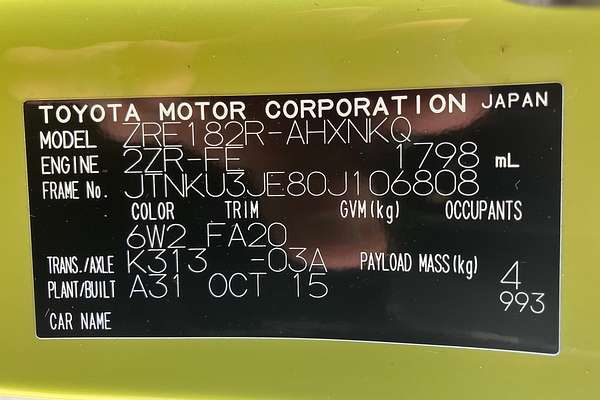 TOYOTA MOTOR CORPORATION JAPAN
MODEL ZRE182R-AHXNKQ
ENGINE 2ZR-FE 1798 mL
FRAME No. JTNKU3JE80J106808
COLOR TRIM GVM(kg) OCCUPANTS
6W2 FA20
TRANS./AXLE K313 -03A PAYLOAD MASS(kg) 4
PLANT/BUILT A31 OCT 15 993
CAR NAME